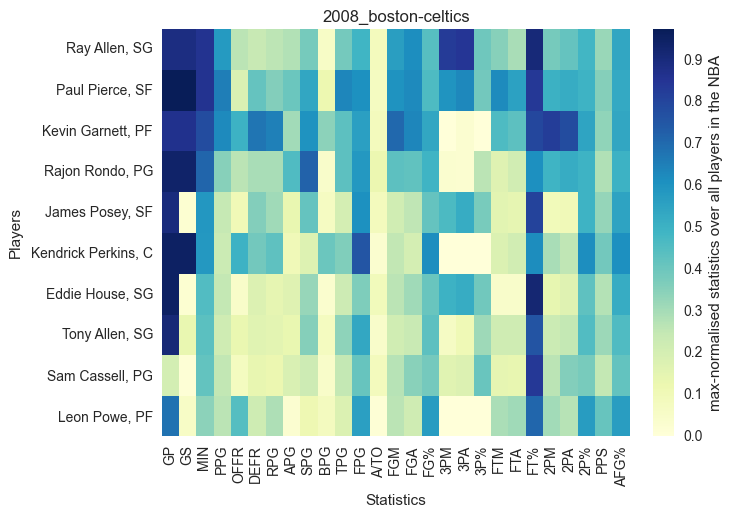 2008_boston-celtics
Players
Ray Allen, SG
Paul Pierce, SF
Kevin Garnett, PF
Rajon Rondo, PG
James Posey, SF
Kendrick Perkins, C
Eddie House, SG
Tony Allen, SG
Sam Cassell, PG
Leon Powe, PF
GP GS MIN PPG OFFR DEFR RPG APG SPG BPG TPG FPG A/TO FGM FGA FG% 3PM 3PA 3P% FTM FTA FT% 2PM 2PA 2P% PPS AFG%
Statistics
0.9
0.8
0.7
0.6
0.5
0.4
0.3
0.2
0.1
0.0
max-normalised statistics over all players in the NBA